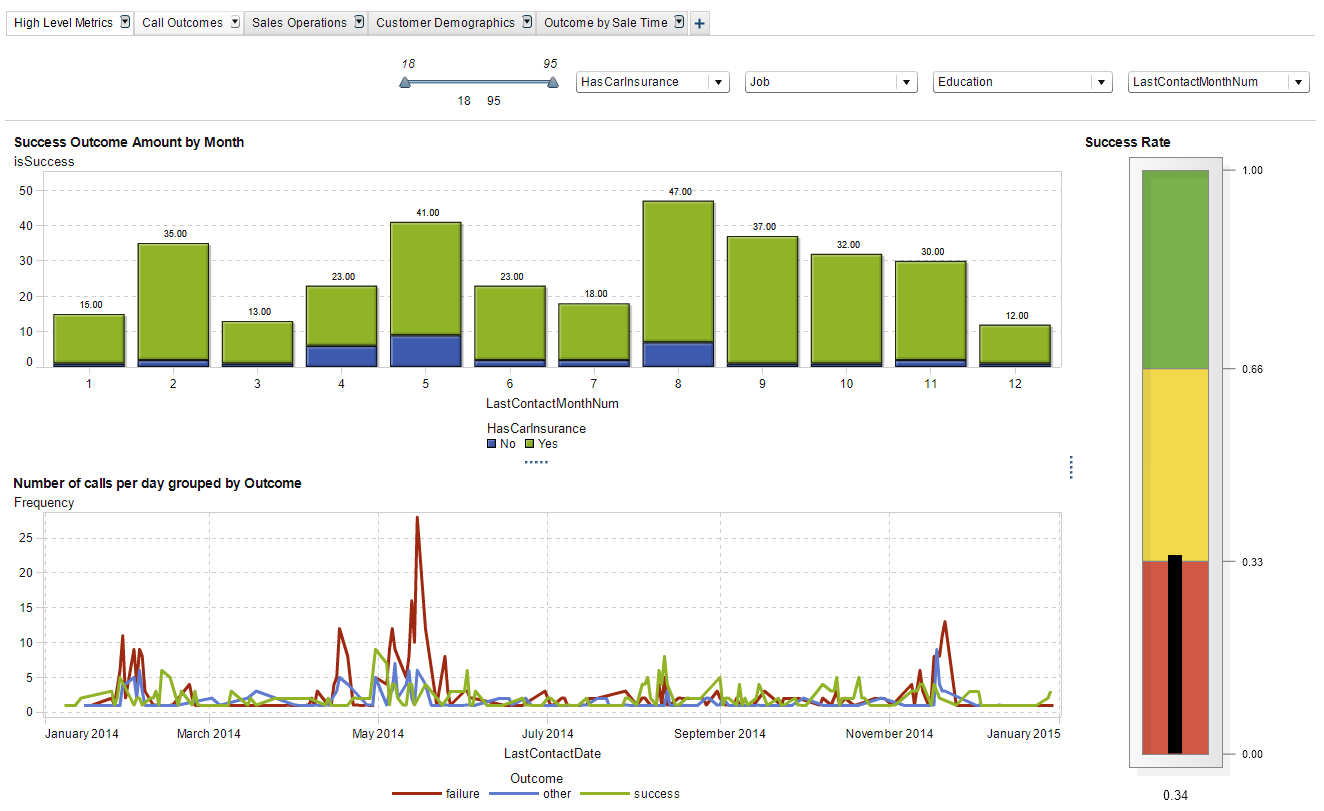 High Level Metrics Call Outcomes Sales Operations Customer Demographics Outcome by Sale Time +
18 95
HasCarInsurance Job Education LastContactMonthNum
18 95
Success Outcome Amount by Month
isSuccess
50
40
30
20
10
0
15.00 35.00 13.00 23.00 41.00 23.00 18.00 47.00 37.00 32.00 30.00 12.00
1 2 3 4 5 6 7 8 9 10 11 12
LastContactMonthNum
HasCarInsurance
No Yes
Number of calls per day grouped by Outcome
Frequency
25
20
15
10
5
0
January 2014 March 2014 May 2014 July 2014 September 2014 November 2014 January 2015
LastContactDate
Outcome
failure other success
Success Rate
1.00
0.66
0.33
0.00
0.34